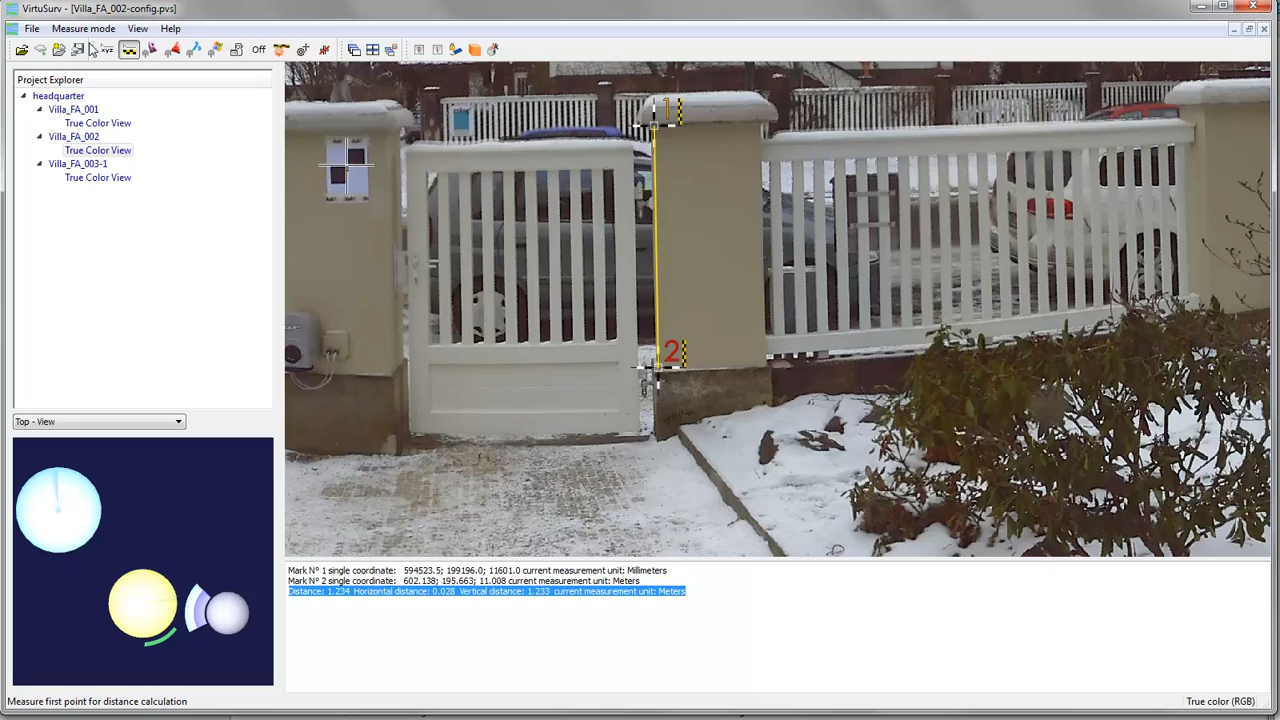 VirtuSurv - [Villa_FA_002-config.pvs]
File Measure mode View Help
xyz Off
Project Explorer
headquarter
Villa_FA_001
True Color View
Villa_FA_002
True Color View
Villa_FA_003-1
True Color View
Top - View
1
2
Mark N° 1 single coordinate: 594523.5; 199196.0; 11601.0 current measurement unit: Millimeters
Mark N° 2 single coordinate: 602.138; 195.663; 11.008 current measurement unit: Meters
Distance: 1.234 Horizontal distance: 0.028 Vertical distance: 1.233 current measurement unit: Meters
Measure first point for distance calculation
True color (RGB)